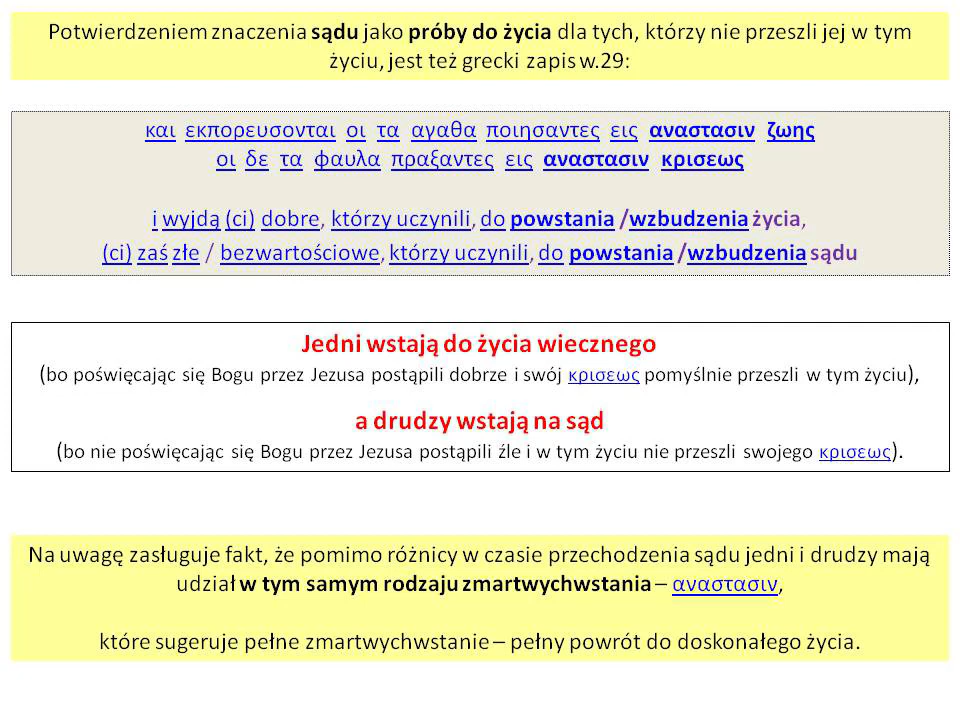 Potwierdzeniem znaczenia sądu jako próby do życia dla tych, którzy nie przeszli jej w tym
życiu, jest też grecki zapis w.29:
και εκπορευσονται οι τα αγαθα ποιησαντες εις αναστασιν ζωης
οι δε τα φαυλα πραξαντες εις αναστασιν κρισεως
i wyjdą (ci) dobre, którzy uczynili, do powstania /wzbudzenia życia,
(ci) zaś złe / bezwartościowe, którzy uczynili, do powstania /wzbudzenia sądu
Jedni wstają do życia wiecznego
(bo poświęcając się Bogu przez Jezusa postąpili dobrze i swój κρισεως pomyślnie przeszli w tym życiu),
a drudzy wstają na sąd
(bo nie poświęcając się Bogu przez Jezusa postąpili źle i w tym życiu nie przeszli swojego κρισεως).
Na uwagę zasługuje fakt, że pomimo różnicy w czasie przechodzenia sądu jedni i drudzy mają
udział w tym samym rodzaju zmartwychwstania – αναστασιν,
które sugeruje pełne zmartwychwstanie – pełny powrót do doskonałego życia.